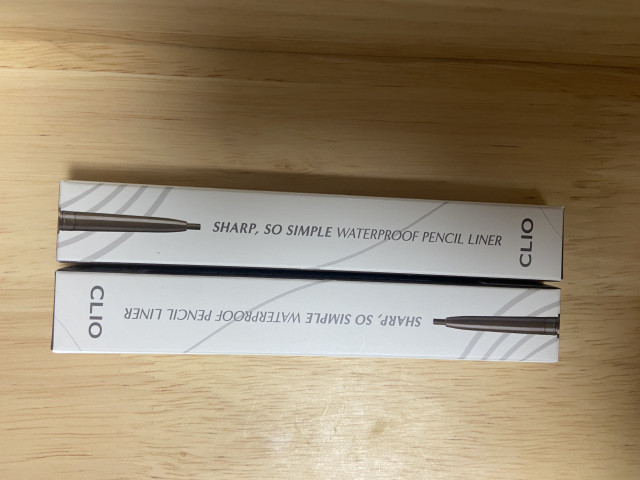 SHARP, SO SIMPLE WATERPROOF PENCIL LINER
CLIO
SHARP, SO SIMPLE WATERPROOF PENCIL LINER
CLIO